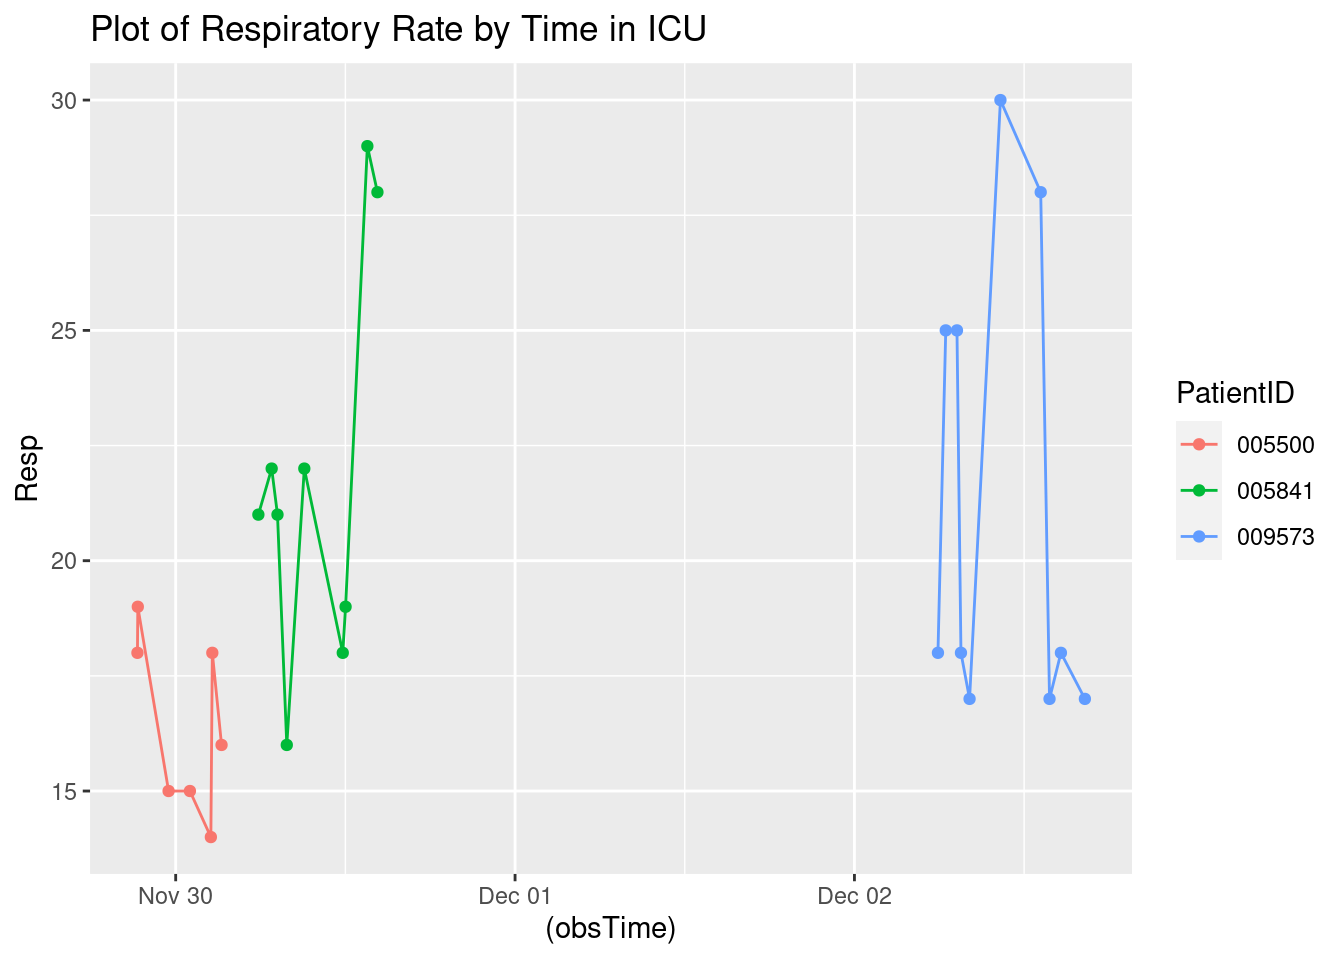 Plot of Respiratory Rate by Time in ICU
30
25
20
15
Resp
Nov 30
Dec 01
Dec 02
(obsTime)
PatientID
005500
005841
009573